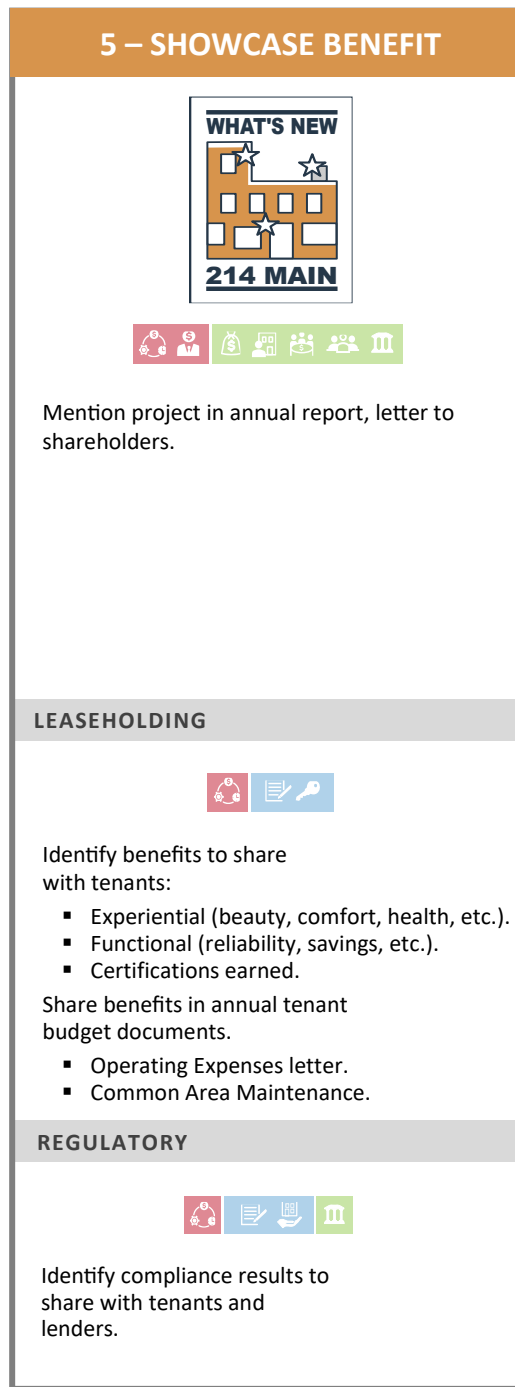 5 – SHOWCASE BENEFIT
WHAT'S NEW
214 MAIN
Mention project in annual report, letter to
shareholders.
LEASEHOLDING
Identify benefits to share
with tenants:
▪ Experiential (beauty, comfort, health, etc.).
▪ Functional (reliability, savings, etc.).
▪ Certifications earned.
Share benefits in annual tenant
budget documents.
▪ Operating Expenses letter.
▪ Common Area Maintenance.
REGULATORY
Identify compliance results to
share with tenants and
lenders.